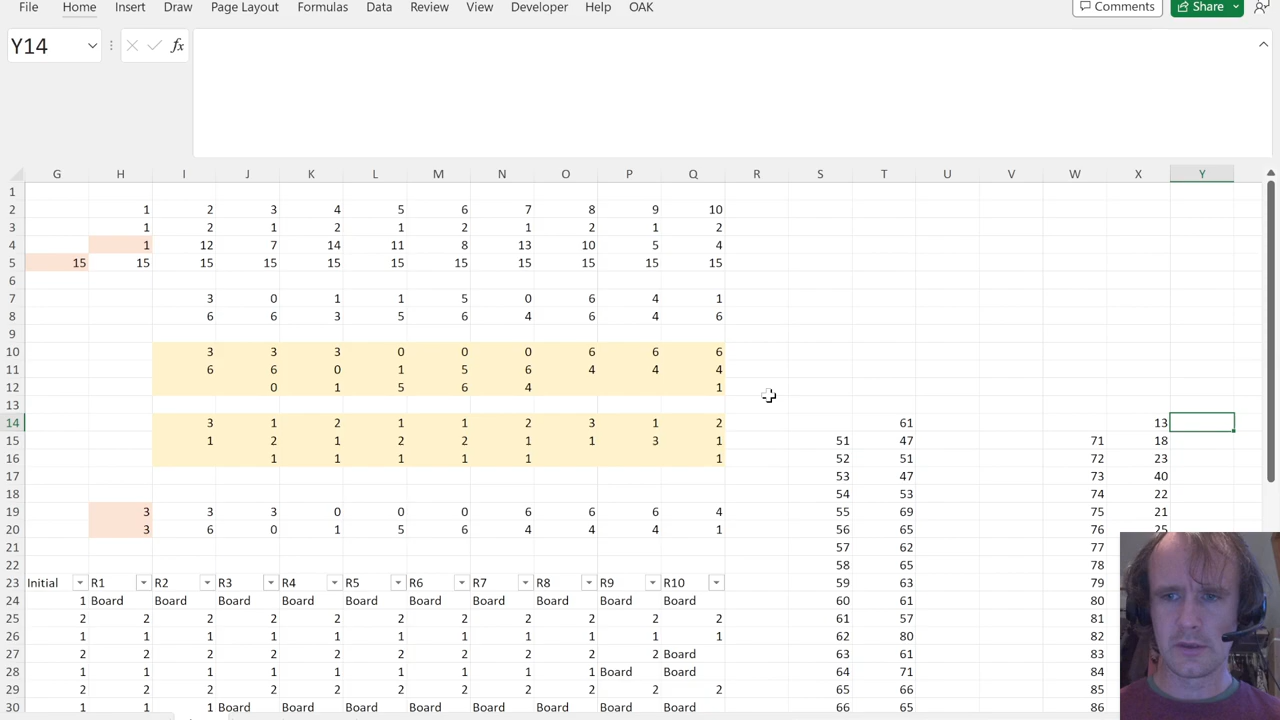 File Home Insert Draw Page Layout Formulas Data Review View Developer Help OAK Comments Share
Y14 fx
G H I J K L M N O P Q R S T U V W X Y
1
2 1 2 3 4 5 6 7 8 9 10
3 1 2 1 2 1 2 1 2 1 2
4 1 12 7 14 11 8 13 10 5 4
5 15 15 15 15 15 15 15 15 15 15 15
6
7 3 0 1 1 5 0 6 4 1
8 6 6 3 5 6 4 6 4 6
9
10 3 3 3 0 0 0 6 6 6
11 6 6 0 1 5 6 4 4 4
12 0 1 5 6 4 1
13
14 3 1 2 1 1 2 3 1 2 61 13
15 1 2 1 2 2 1 1 3 1 51 47 71 18
16 1 1 1 1 1 1 52 51 72 23
17 53 47 73 40
18 54 53 74 22
19 3 3 3 0 0 0 6 6 6 4 55 69 75 21
20 3 6 0 1 5 6 4 4 4 1 56 65 76 25
21 57 62 77
22 58 65 78
23 Initial R1 R2 R3 R4 R5 R6 R7 R8 R9 R10 59 63 79
24 1 Board Board Board Board Board Board Board Board Board Board 60 61 80
25 2 2 2 2 2 2 2 2 2 2 2 61 57 81
26 1 1 1 1 1 1 1 1 1 1 1 62 80 82
27 2 2 2 2 2 2 2 2 2 2 Board 63 61 83
28 1 1 1 1 1 1 1 1 1 Board Board 64 71 84
29 2 2 2 2 2 2 2 2 2 2 2 65 66 85
30 1 1 1 Board Board Board Board Board Board Board Board 66 65 86